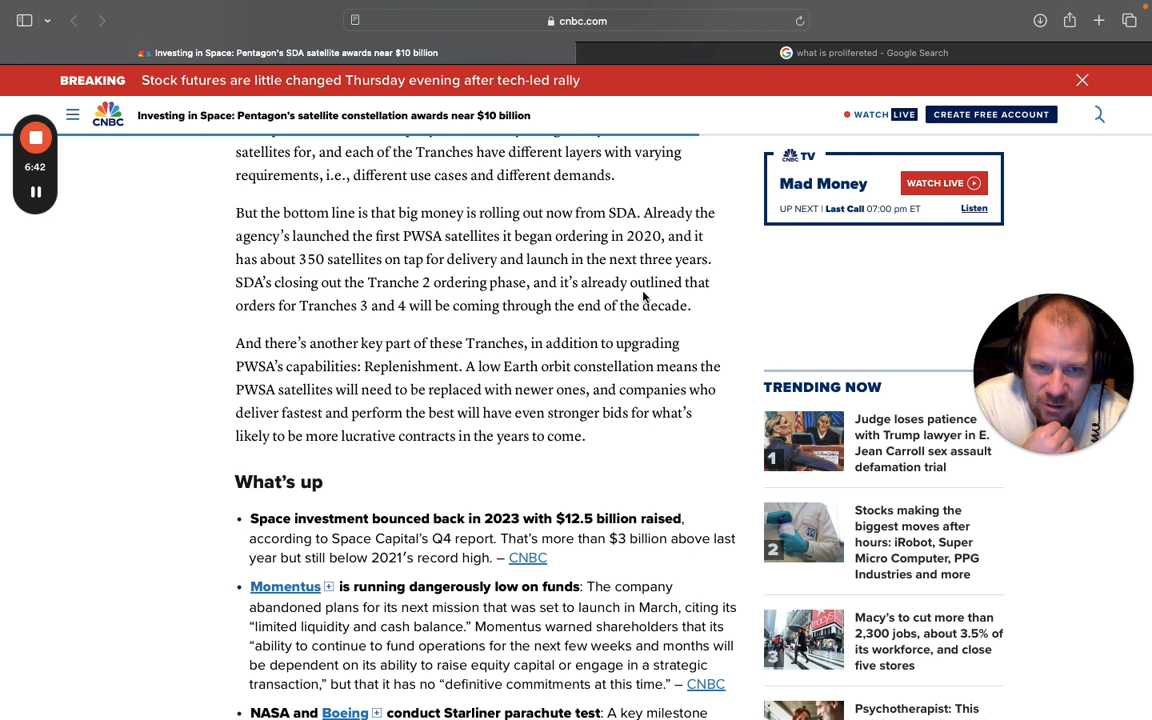 cnbc.com
Investing in Space: Pentagon's SDA satellite awards near $10 billion
what is prolifereted - Google Search
BREAKING Stock futures are little changed Thursday evening after tech-led rally
CNBC
Investing in Space: Pentagon's satellite constellation awards near $10 billion
WATCH LIVE
CREATE FREE ACCOUNT
6:42
satellites for, and each of the Tranches have different layers with varying
requirements, i.e., different use cases and different demands.
But the bottom line is that big money is rolling out now from SDA. Already the
agency's launched the first PWSA satellites it began ordering in 2020, and it
has about 350 satellites on tap for delivery and launch in the next three years.
SDA's closing out the Tranche 2 ordering phase, and it's already outlined that
orders for Tranches 3 and 4 will be coming through the end of the decade.
And there's another key part of these Tranches, in addition to upgrading
PWSA's capabilities: Replenishment. A low Earth orbit constellation means the
PWSA satellites will need to be replaced with newer ones, and companies who
deliver fastest and perform the best will have even stronger bids for what's
likely to be more lucrative contracts in the years to come.
What's up
• Space investment bounced back in 2023 with $12.5 billion raised,
according to Space Capital's Q4 report. That's more than $3 billion above last
year but still below 2021's record high. – CNBC
• Momentus is running dangerously low on funds: The company
abandoned plans for its next mission that was set to launch in March, citing its
"limited liquidity and cash balance." Momentus warned shareholders that its
"ability to continue to fund operations for the next few weeks and months will
be dependent on its ability to raise equity capital or engage in a strategic
transaction," but that it has no "definitive commitments at this time." – CNBC
• NASA and Boeing conduct Starliner parachute test: A key milestone
CNBC TV
Mad Money
WATCH LIVE
UP NEXT | Last Call 07:00 pm ET
Listen
TRENDING NOW
1
Judge loses patience
with Trump lawyer in E.
Jean Carroll sex assault
defamation trial
2
Stocks making the
biggest moves after
hours: iRobot, Super
Micro Computer, PPG
Industries and more
3
Macy's to cut more than
2,300 jobs, about 3.5% of
its workforce, and close
five stores
Psychotherapist: This